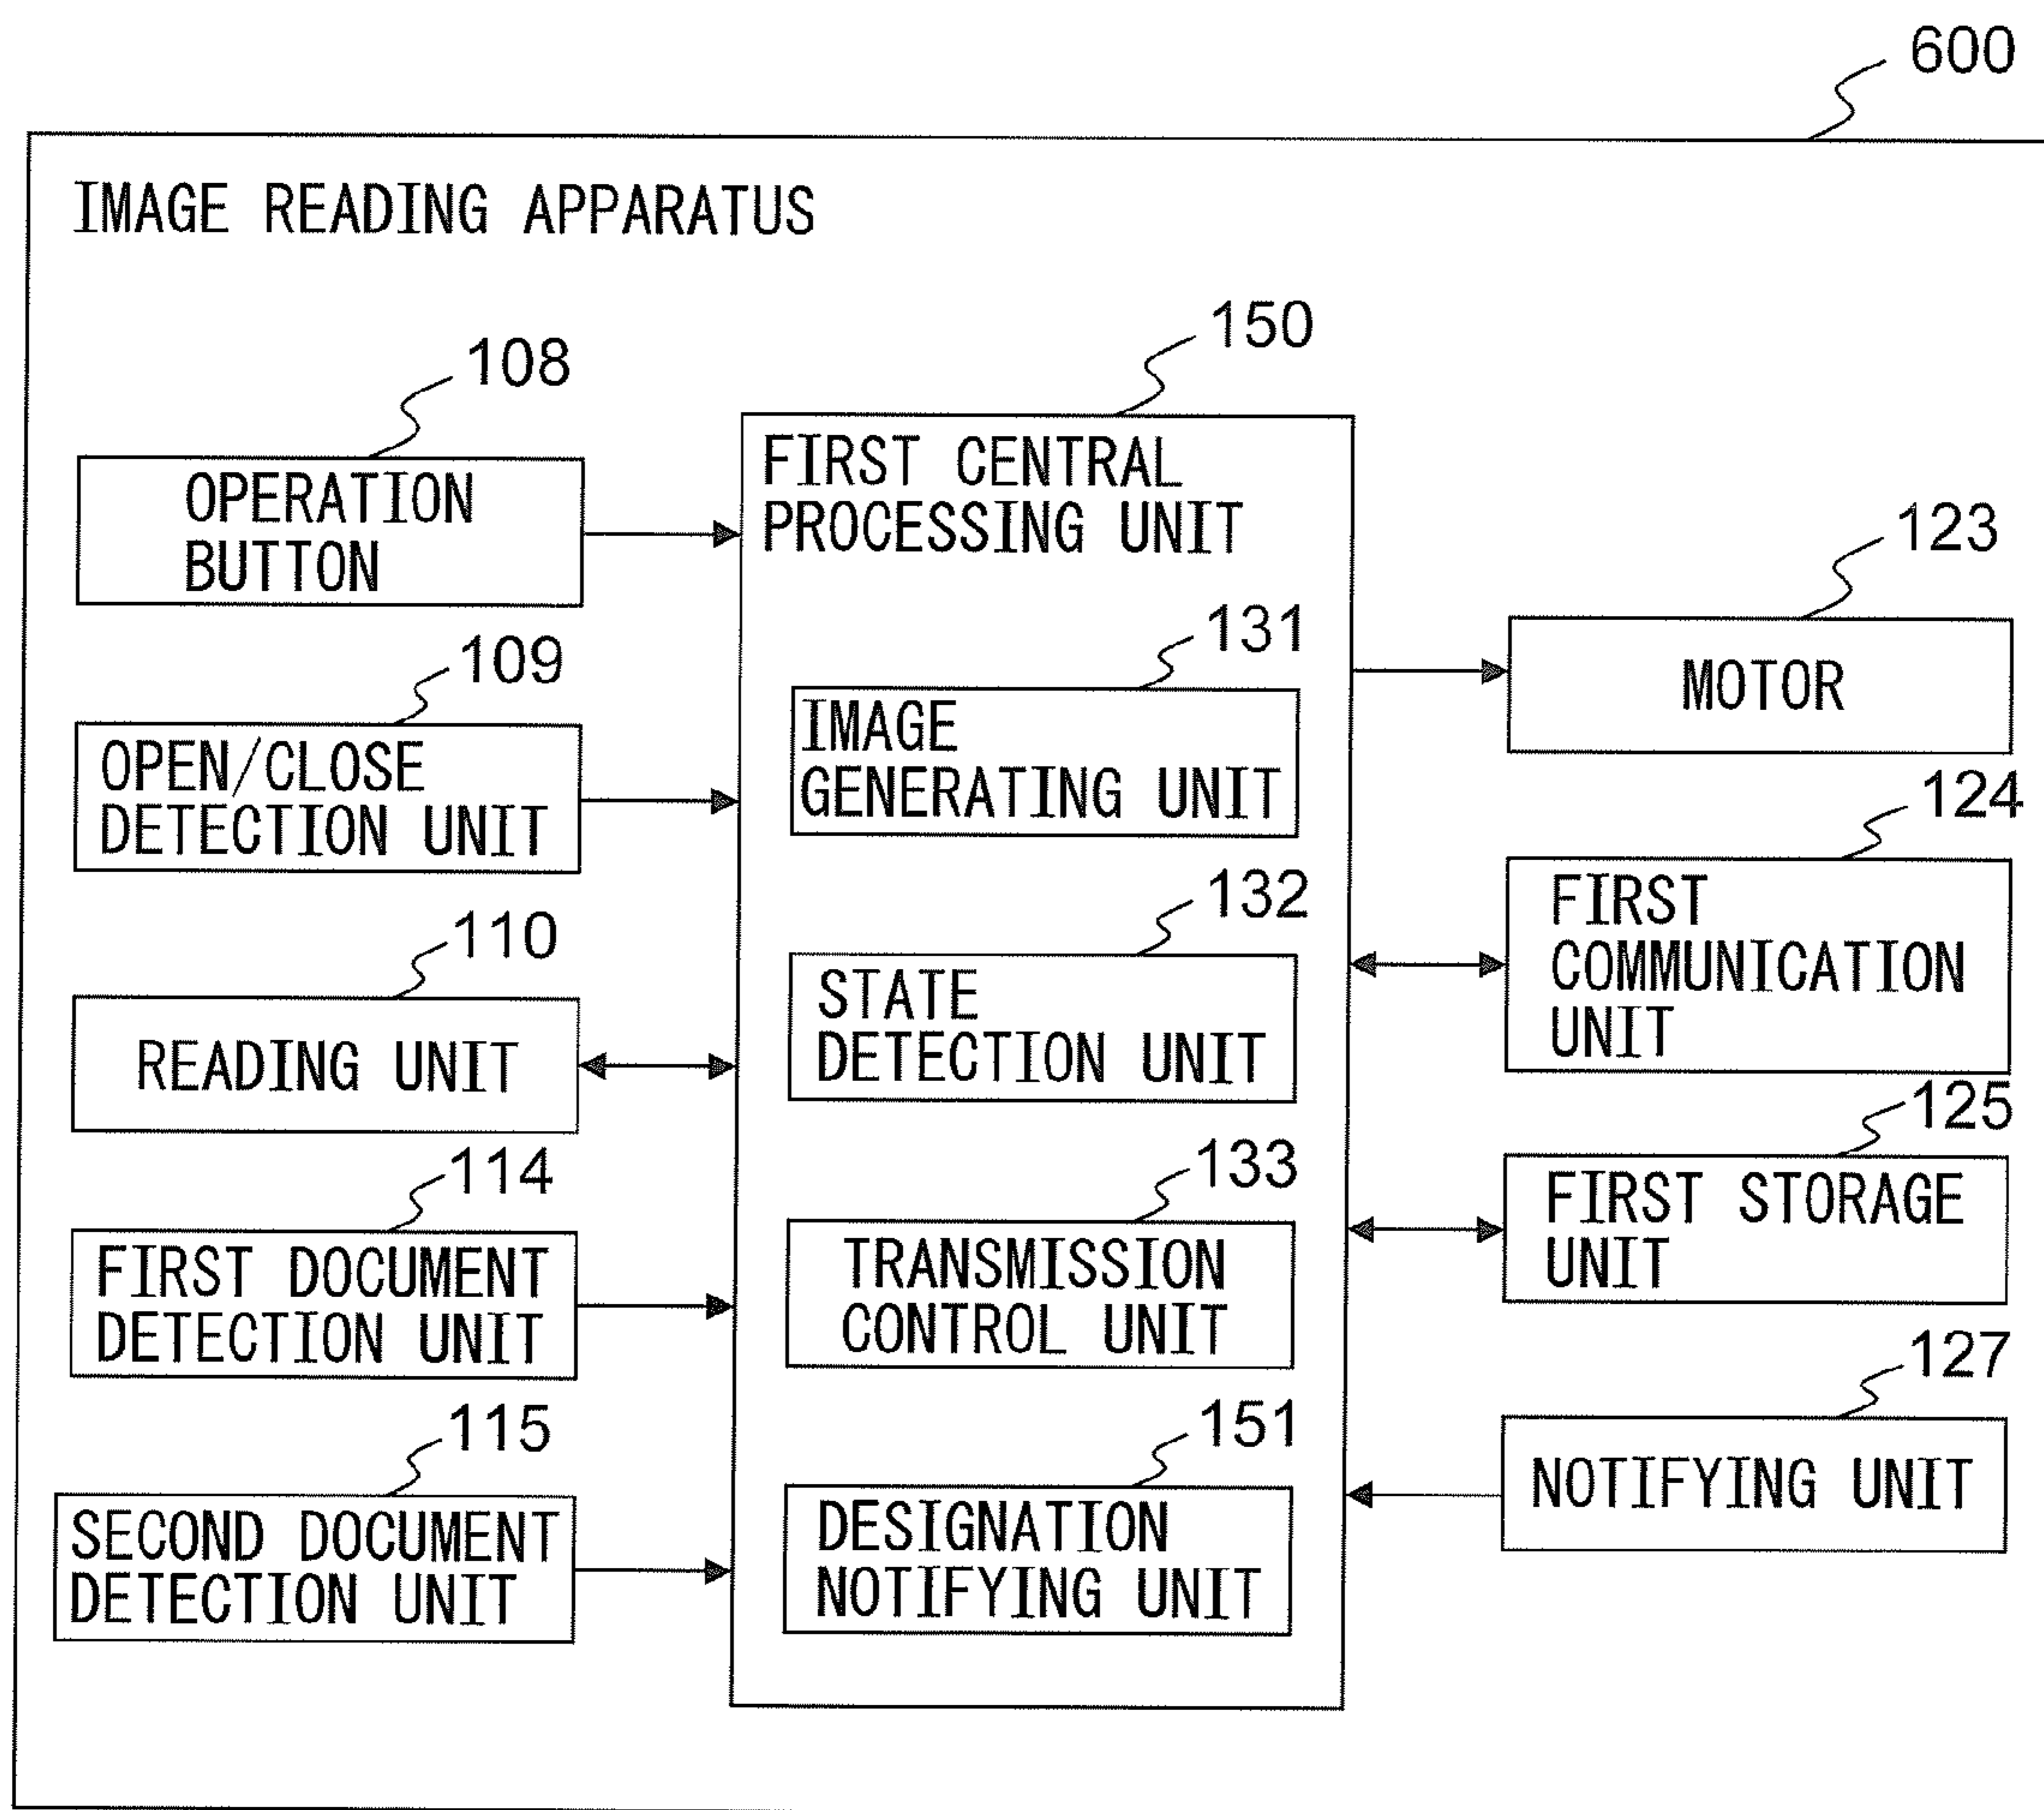 600
IMAGE READING APPARATUS
150
108
FIRST CENTRAL
PROCESSING UNIT
OPERATION
BUTTON
123
MOTOR
131
IMAGE
GENERATING UNIT
109
OPEN/CLOSE
DETECTION UNIT
124
FIRST
COMMUNICATION
UNIT
132
STATE
DETECTION UNIT
110
READING UNIT
125
FIRST STORAGE
UNIT
133
TRANSMISSION
CONTROL UNIT
114
FIRST DOCUMENT
DETECTION UNIT
127
NOTIFYING UNIT
151
DESIGNATION
NOTIFYING UNIT
115
SECOND DOCUMENT
DETECTION UNIT